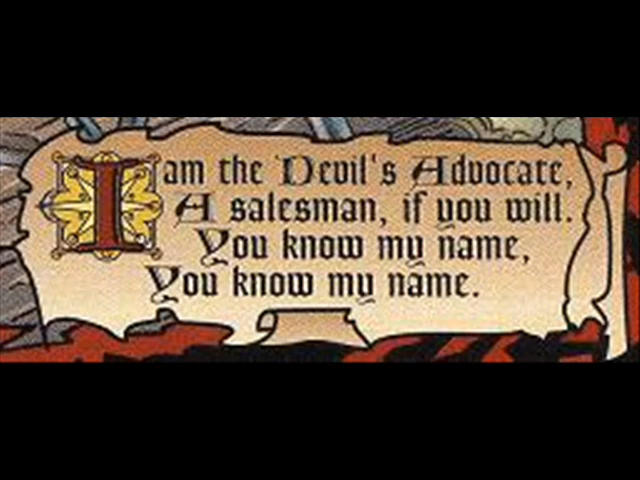 I am the Devil's Advocate,
A salesman, if you will.
You know my name,
You know my name.